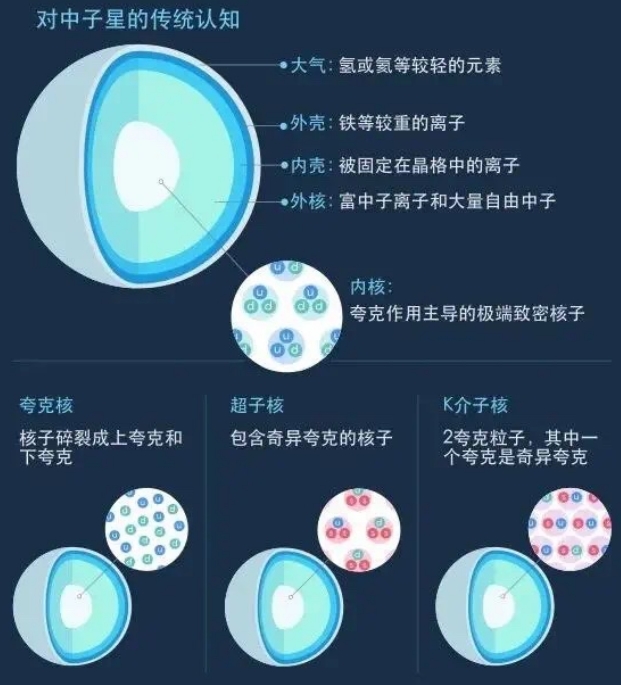 对中子星的传统认知
大气：氢或氦等较轻的元素
外壳：铁等较重的离子
内壳：被固定在晶格中的离子
外核：富中子离子和大量自由中子
内核：
夸克作用主导的极端致密核子
u d
u u
d d d d
u u u
d u d d
夸克核
核子碎裂成上夸克和
下夸克
超子核
包含奇异夸克的核子
K介子核
2夸克粒子，其中一
个夸克是奇异夸克